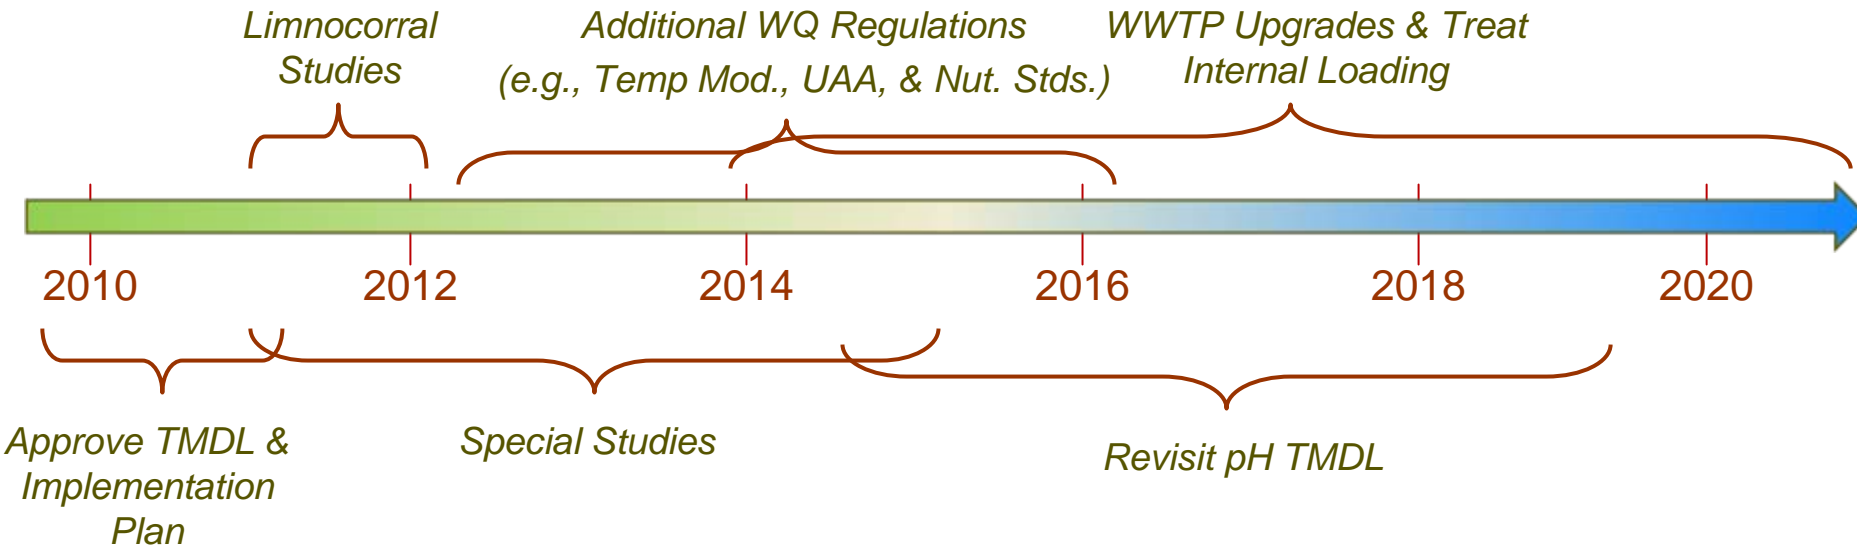 Limnocorral
Studies
Additional WQ Regulations
(e.g., Temp Mod., UAA, & Nut. Stds.)
WWTP Upgrades & Treat
Internal Loading
2010
2012
2014
2016
2018
2020
Approve TMDL &
Implementation
Plan
Special Studies
Revisit pH TMDL